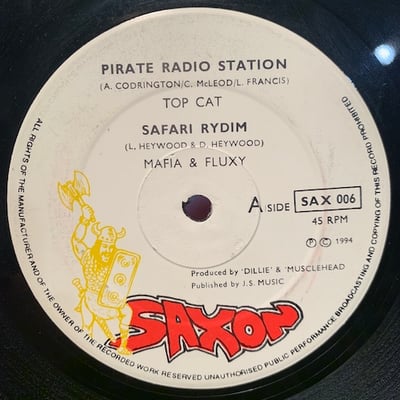 PIRATE RADIO STATION
(A. CODRINGTON/C. McLEOD/L. FRANCIS)
TOP CAT
SAFARI RYDIM
(L. HEYWOOD & D. HEYWOOD)
MAFIA & FLUXY
A SIDE
SAX 006
45 RPM
Ⓟ Ⓒ 1994
Produced by 'DILLIE' & 'MUSCLEHEAD
Published by J.S. MUSIC
SAXON
ALL RIGHTS OF THE MANUFACTURER AND OF THE OWNER OF THE RECORDED WORK RESERVED UNAUTHORISED PUBLIC PERFORMANCE BROADCASTING AND COPYING OF THIS RECORD PROHIBITED